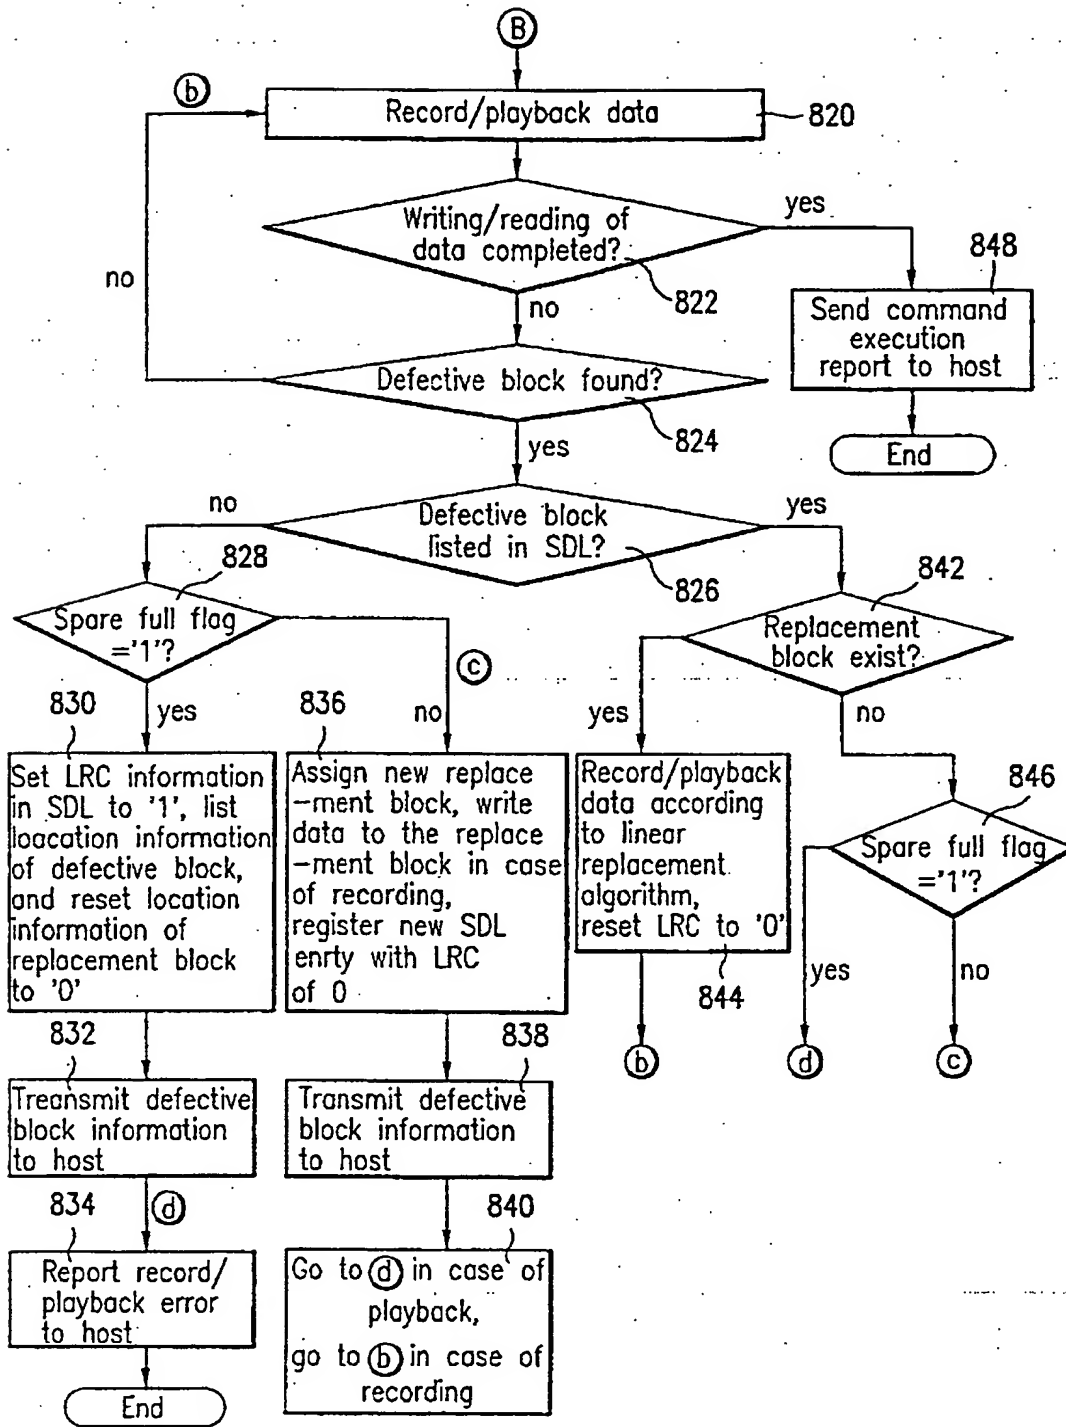 B
b
Record/playback data
820
Writing/reading of
data completed?
822
yes
no
no
848
Send command
execution
report to host
End
Defective block found?
824
yes
Defective block
listed in SDL?
826
no
yes
828
Spare full flag
='1'?
842
Replacement
block exist?
c
830
yes
836
no
yes
no
Set LRC information
in SDL to '1', list
loacation information
of defective block,
and reset location
information of
replacement block
to '0'
Assign new replace
-ment block, write
data to the replace
-ment block in case
of recording,
register new SDL
enrty with LRC
of 0
Record/playback
data according
to linear
replacement
algorithm,
reset LRC to '0'
844
846
Spare full flag
='1'?
yes
no
b
d
c
832
Treansmit defective
block information
to host
838
Transmit defective
block information
to host
834
d
Report record/
playback error
to host
End
840
Go to d in case of
playback,
go to b in case of
recording